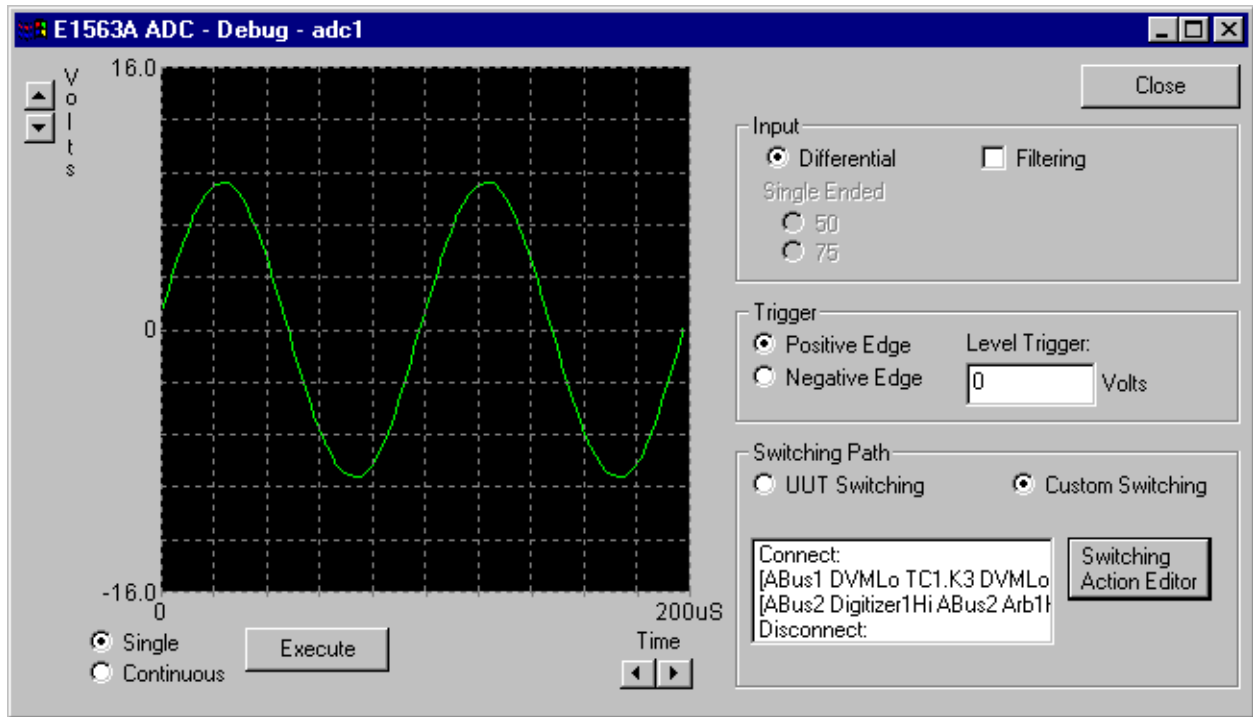 E1563A ADC - Debug - adc1
Volts
16.0
0
-16.0
0
200uS
Single
Continuous
Execute
Time
Close
Input
Differential
Filtering
Single Ended
50
75
Trigger
Positive Edge
Negative Edge
Level Trigger:
0
Volts
Switching Path
UUT Switching
Custom Switching
Connect:
[ABus1 DVMLo TC1.K3 DVMLo
[ABus2 Digitizer1Hi ABus2 Arb1H
Disconnect:
Switching
Action Editor